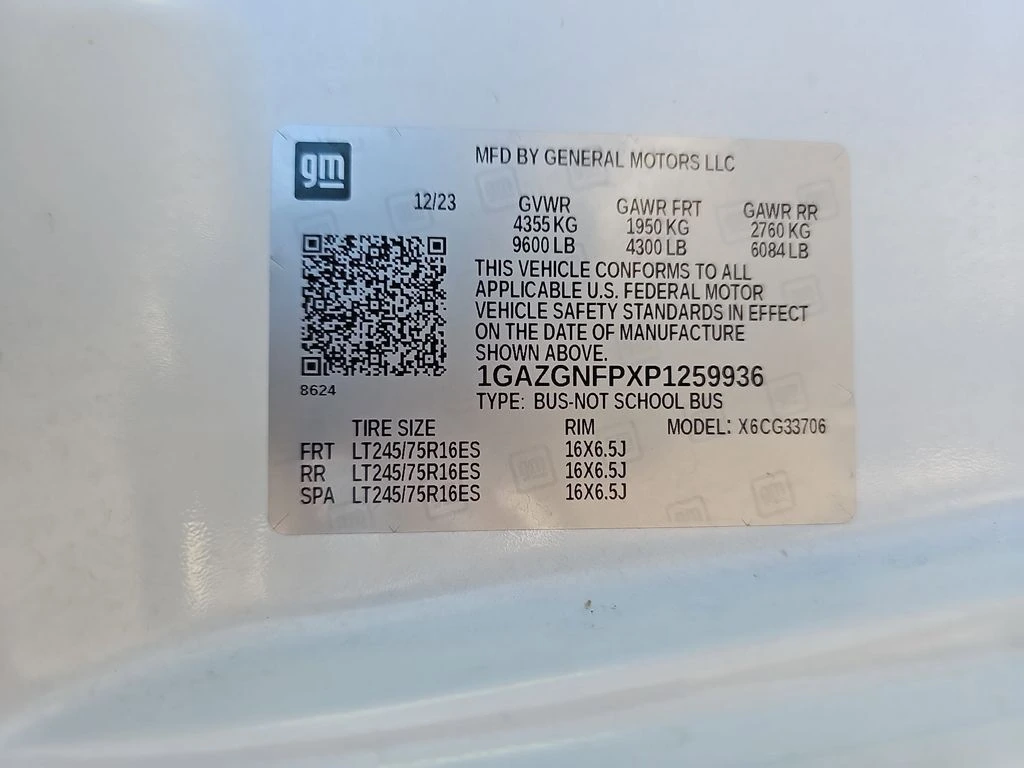 gm
MFD BY GENERAL MOTORS LLC
12/23 GVWR GAWR FRT GAWR RR
4355 KG 1950 KG 2760 KG
9600 LB 4300 LB 6084 LB
THIS VEHICLE CONFORMS TO ALL
APPLICABLE U.S. FEDERAL MOTOR
VEHICLE SAFETY STANDARDS IN EFFECT
ON THE DATE OF MANUFACTURE
SHOWN ABOVE.
8624
1GAZGNFPXP1259936
TYPE: BUS-NOT SCHOOL BUS
TIRE SIZE RIM MODEL: X6CG33706
FRT LT245/75R16ES 16X6.5J
RR LT245/75R16ES 16X6.5J
SPA LT245/75R16ES 16X6.5J